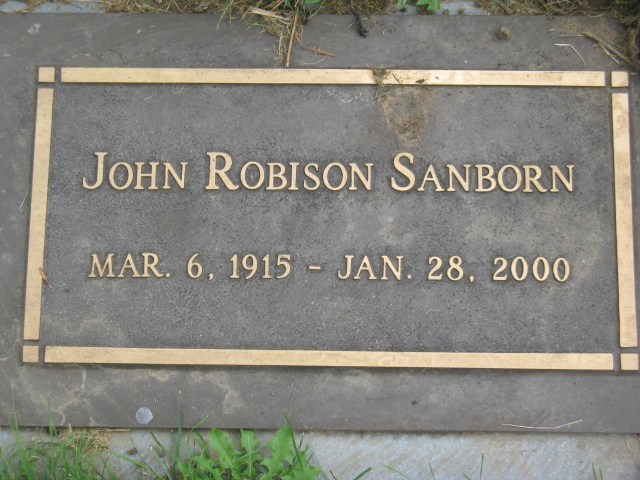 John Robison Sanborn
MAR. 6, 1915 - JAN. 28, 2000